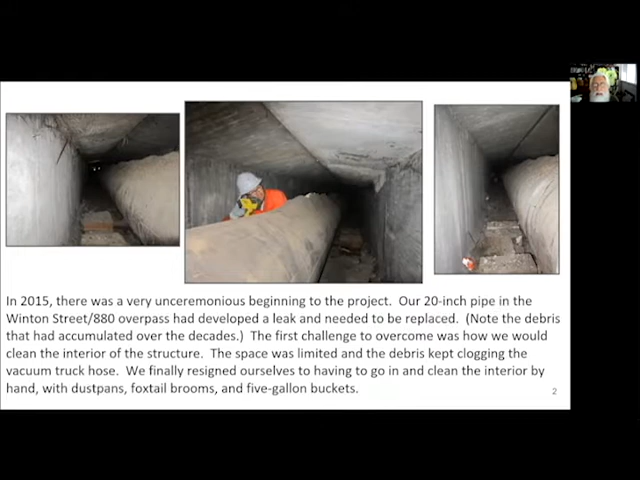 In 2015, there was a very unceremonious beginning to the project.  Our 20-inch pipe in the
Winton Street/880 overpass had developed a leak and needed to be replaced.  (Note the debris
that had accumulated over the decades.)  The first challenge to overcome was how we would
clean the interior of the structure.  The space was limited and the debris kept clogging the
vacuum truck hose.  We finally resigned ourselves to having to go in and clean the interior by
hand, with dustpans, foxtail brooms, and five-gallon buckets.
2